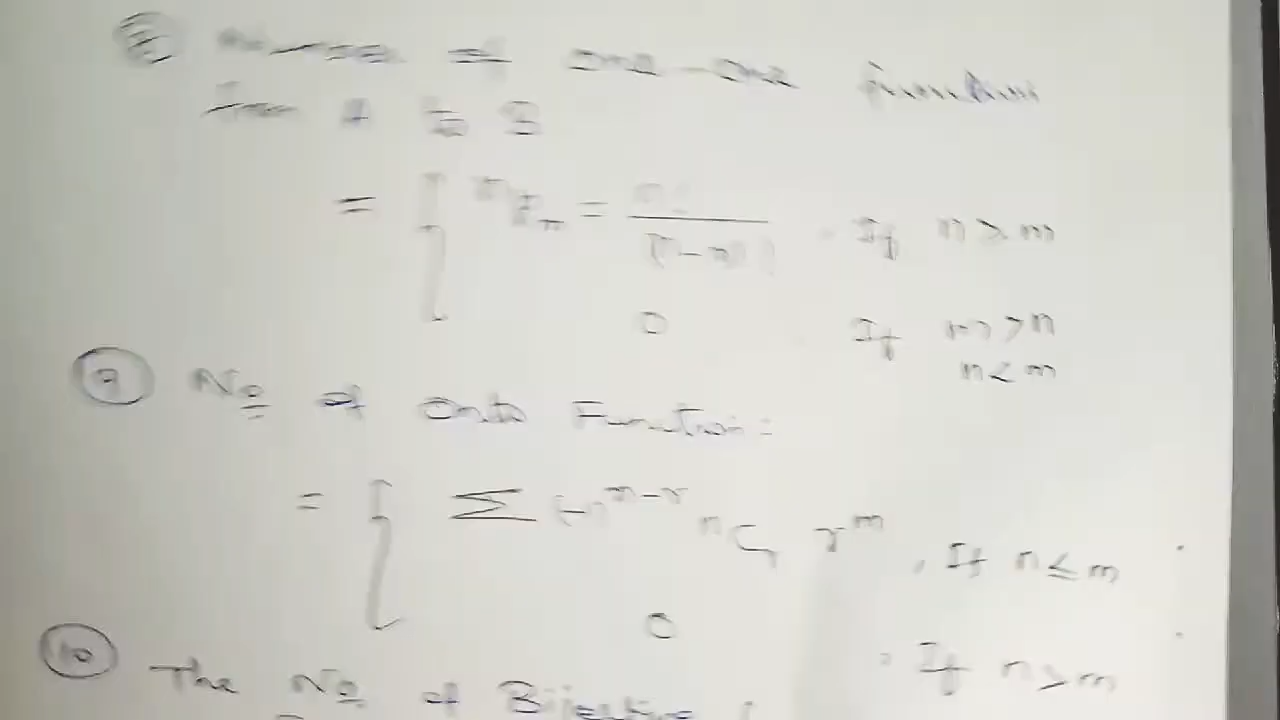 Number of one-one function
from A to B
= { ⁿPₘ = n! / (n-m)! , If n ≥ m
0 If m > n
n < m
⑨ No of Onto Function:
= { Σ (-1)ⁿ⁻ʳ ⁿCᵣ rᵐ , If n ≤ m
0 , If n > m
⑩ The No of Bijective